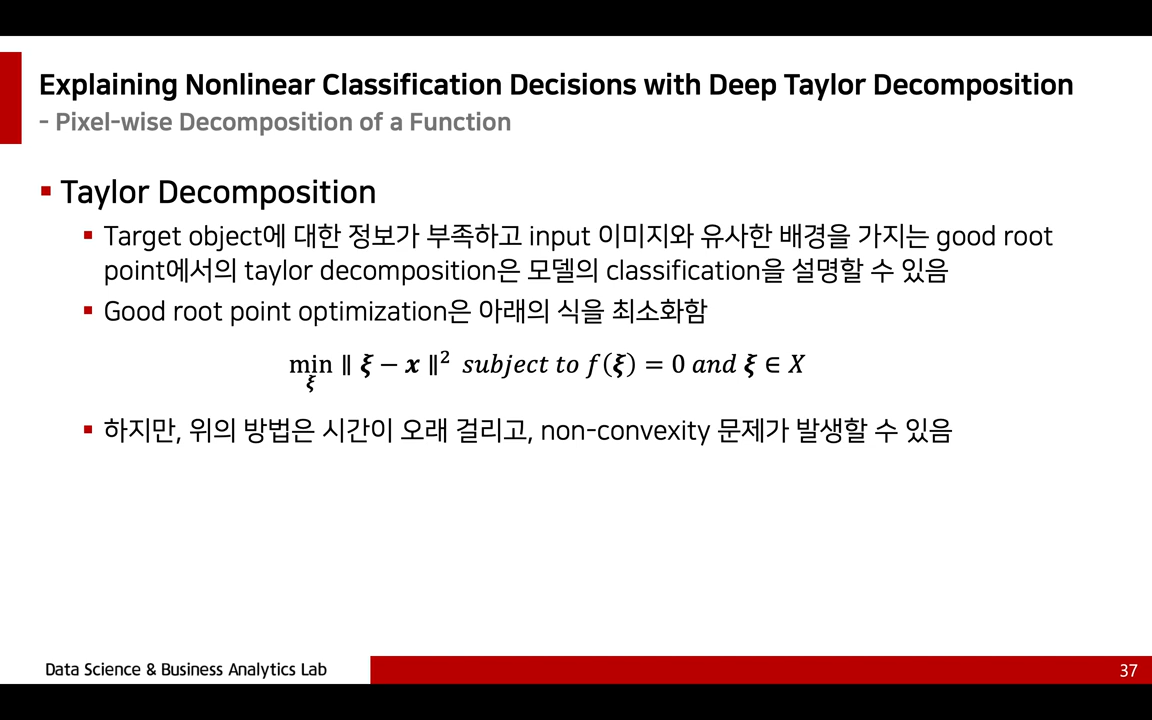 Explaining Nonlinear Classification Decisions with Deep Taylor Decomposition
- Pixel-wise Decomposition of a Function
▪ Taylor Decomposition
▪ Target object에 대한 정보가 부족하고 input 이미지와 유사한 배경을 가지는 good root
point에서의 taylor decomposition은 모델의 classification을 설명할 수 있음
▪ Good root point optimization은 아래의 식을 최소화함
min ∥ ξ − x ∥² subject to f(ξ) = 0 and ξ ∈ X
ξ
▪ 하지만, 위의 방법은 시간이 오래 걸리고, non-convexity 문제가 발생할 수 있음
Data Science & Business Analytics Lab
37